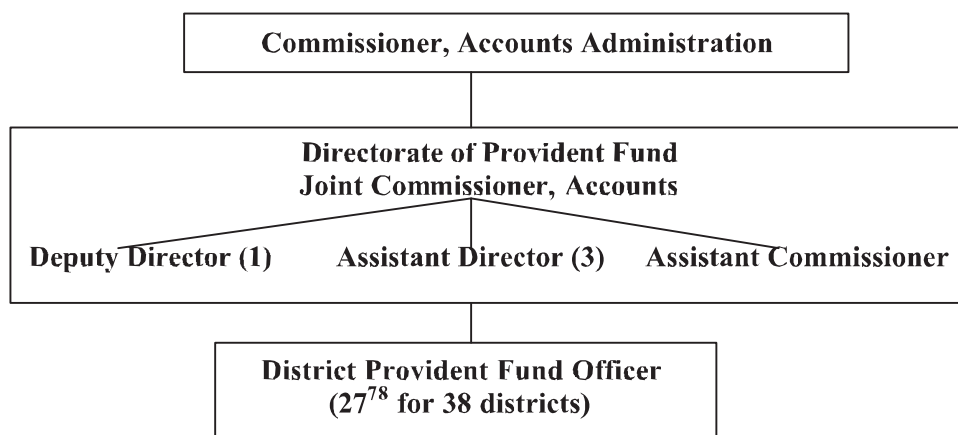 Commissioner, Accounts Administration
Directorate of Provident Fund
Joint Commissioner, Accounts
Deputy Director (1) Assistant Director (3) Assistant Commissioner
District Provident Fund Officer
(27⁷⁸ for 38 districts)